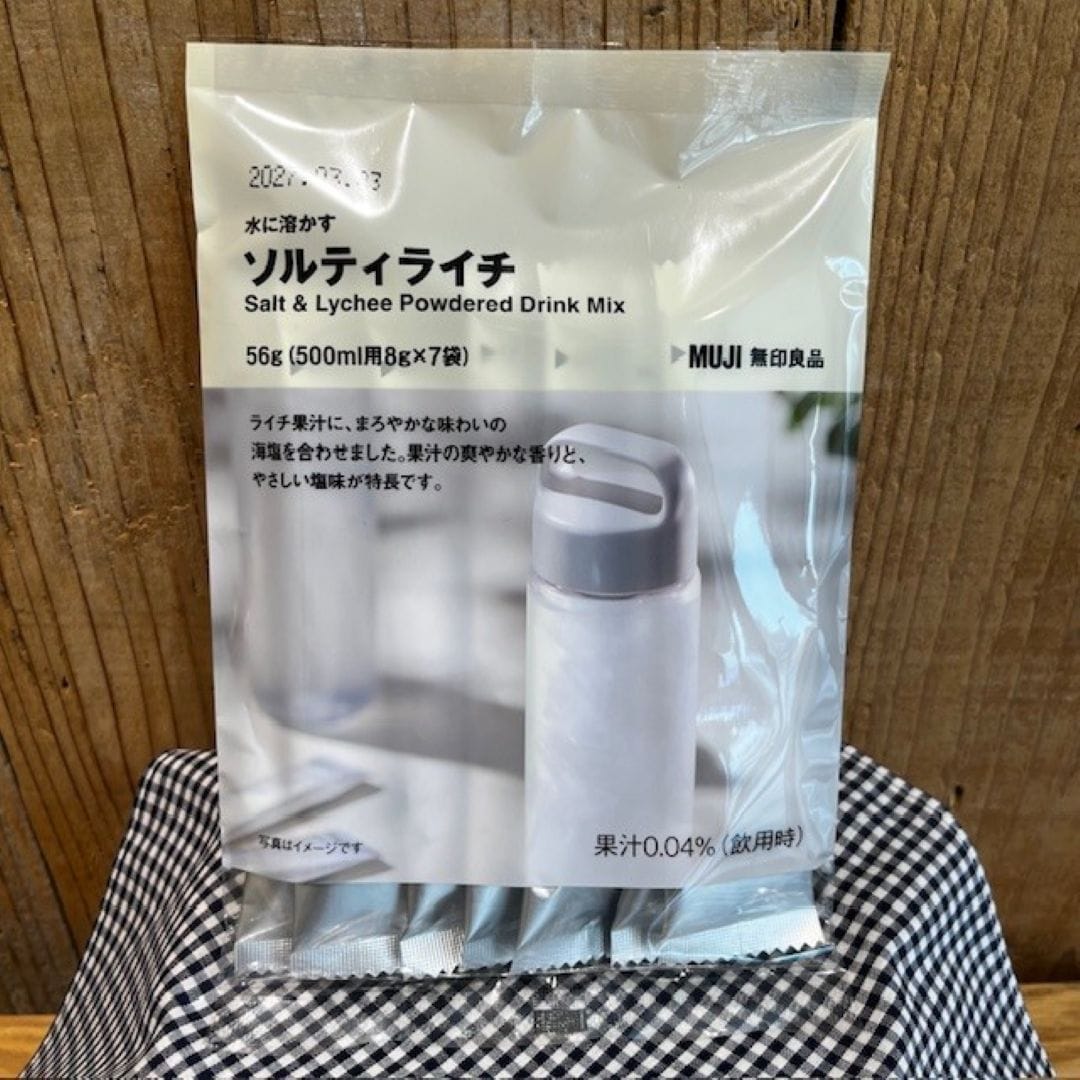 2027.03.03
水に溶かす
ソルティライチ
Salt & Lychee Powdered Drink Mix
56g (500ml用8g×7袋)
MUJI 無印良品
ライチ果汁に、まろやかな味わいの
海塩を合わせました。果汁の爽やかな香りと、
やさしい塩味が特長です。
写真はイメージです
果汁0.04%(飲用時)